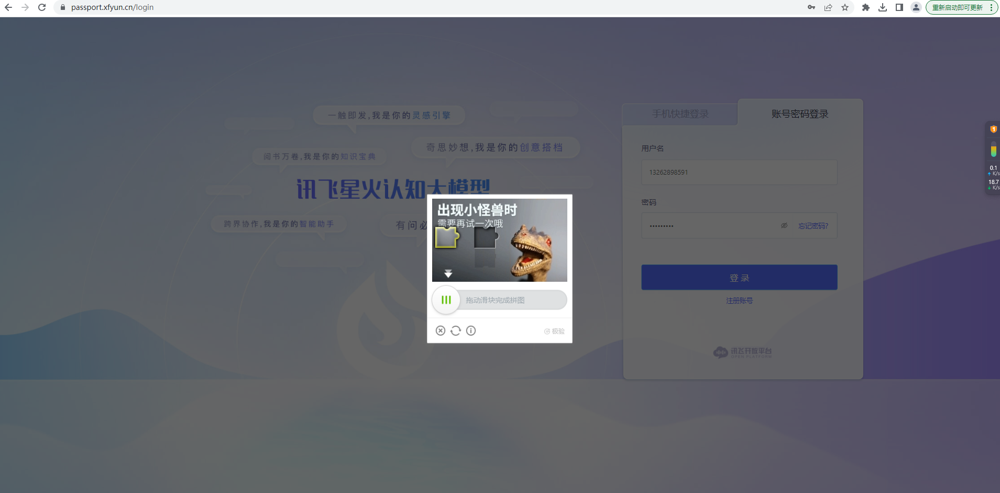 passport.xfyun.cn/login
重新启动即可更新
一触即发,我是你的灵感引擎
奇思妙想,我是你的创意搭档
阅书万卷,我是你的知识宝典
讯飞星火认知大模型
跨界协作,我是你的智能助手
有问必
出现小怪兽时
需要再试一次哦
拖动滑块完成拼图
极验
手机快捷登录
账号密码登录
用户名
13262898591
密码
•••••••••
忘记密码?
登 录
注册账号
讯飞开放平台
OPEN PLATFORM
1
0.1
K/s
18.7
K/s